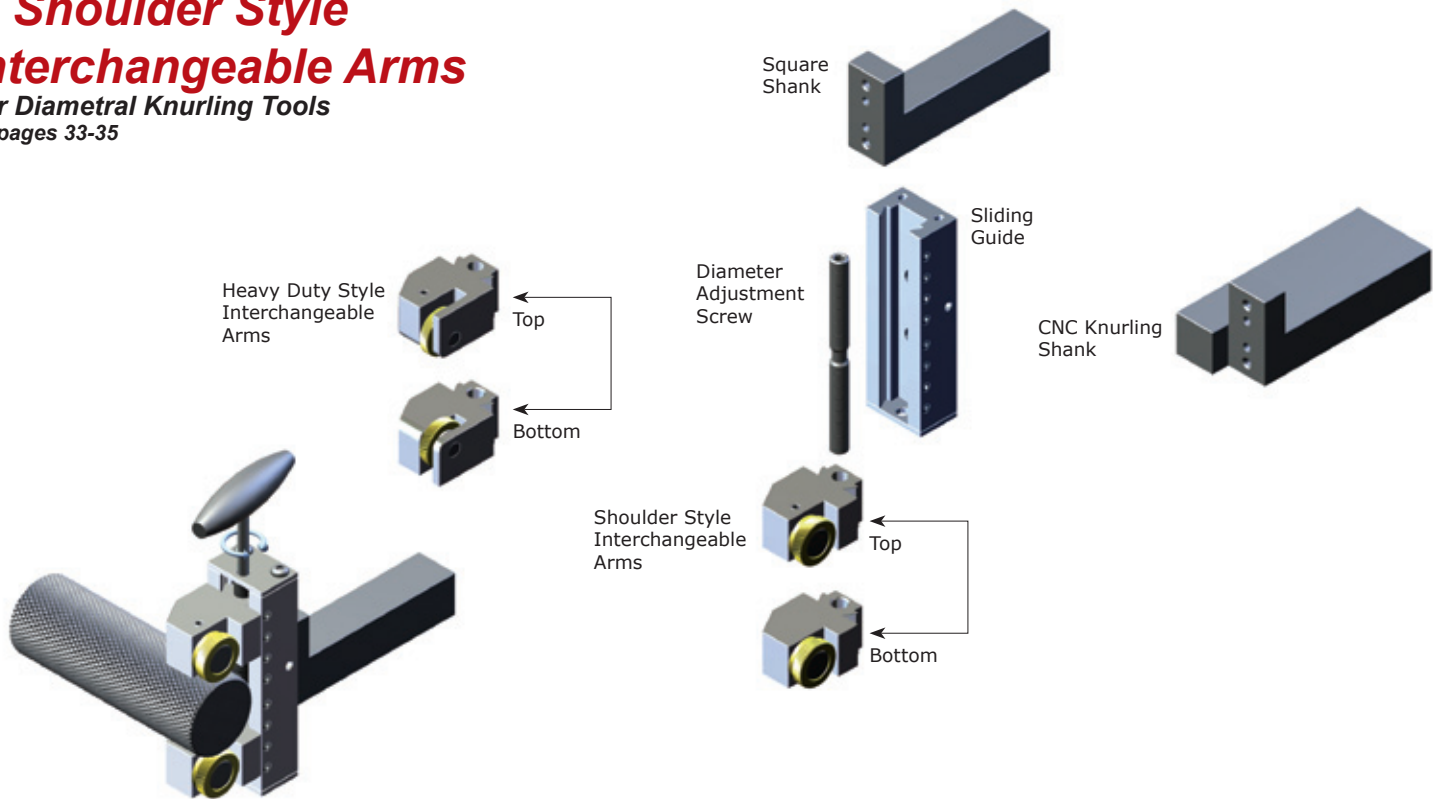 Shoulder Style
nterchangeable Arms
r Diametral Knurling Tools
pages 33-35
Square
Shank
Sliding
Guide
Diameter
Adjustment
Screw
CNC Knurling
Shank
Heavy Duty Style
Interchangeable
Arms
Top
Bottom
Shoulder Style
Interchangeable
Arms
Top
Bottom